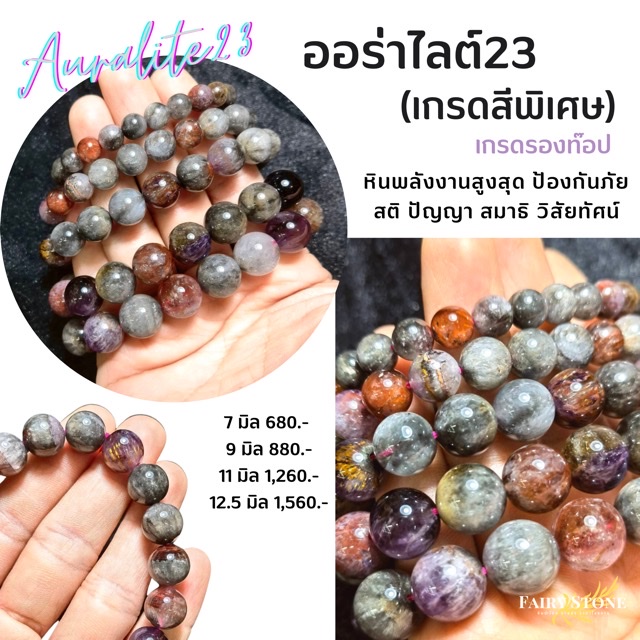 Auralite23
ออร่าไลต์23
(เกรดสีพิเศษ)
เกรดรองท๊อป
หินพลังงานสูงสุด ป้องกันภัย
สติ ปัญญา สมาธิ วิสัยทัศน์
7 มิล 680.-
9 มิล 880.-
11 มิล 1,260.-
12.5 มิล 1,560.-
FAIRY STONE